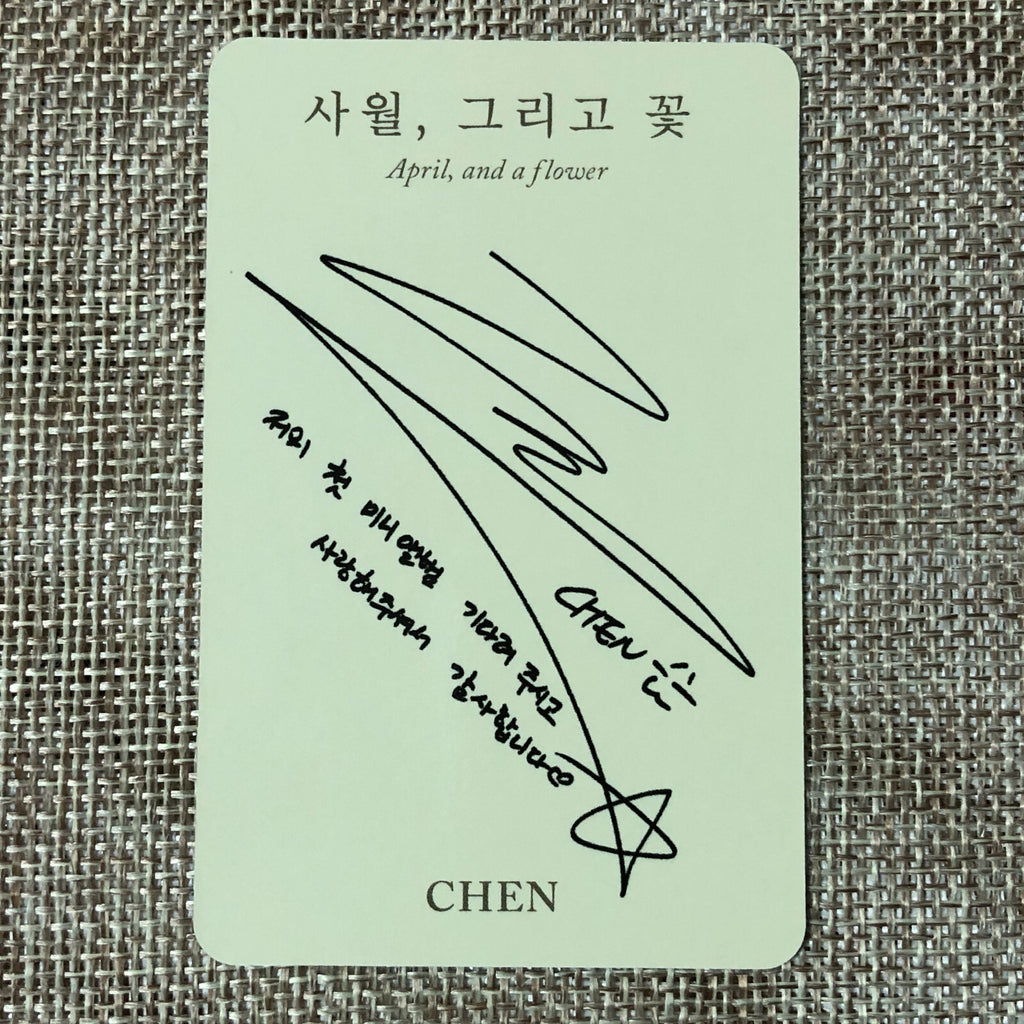 사월, 그리고 꽃
April, and a flower
저의 첫 미니앨범 기다려 주시고
사랑해주셔서 감사합니다♡
CHEN
CHEN